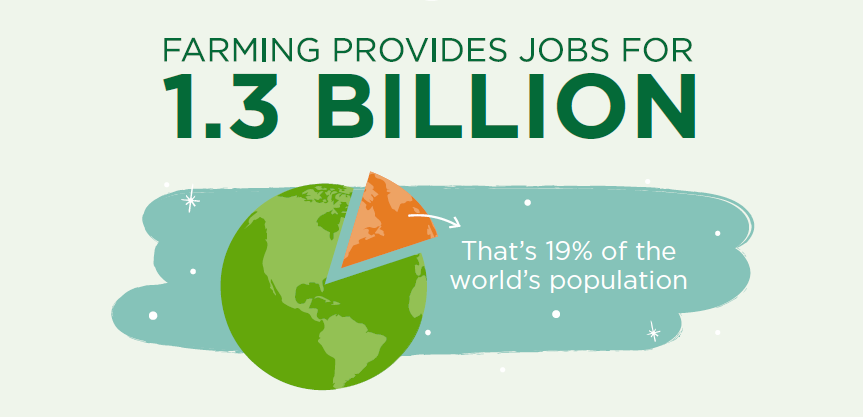 FARMING PROVIDES JOBS FOR
1.3 BILLION
That's 19% of the
world's population